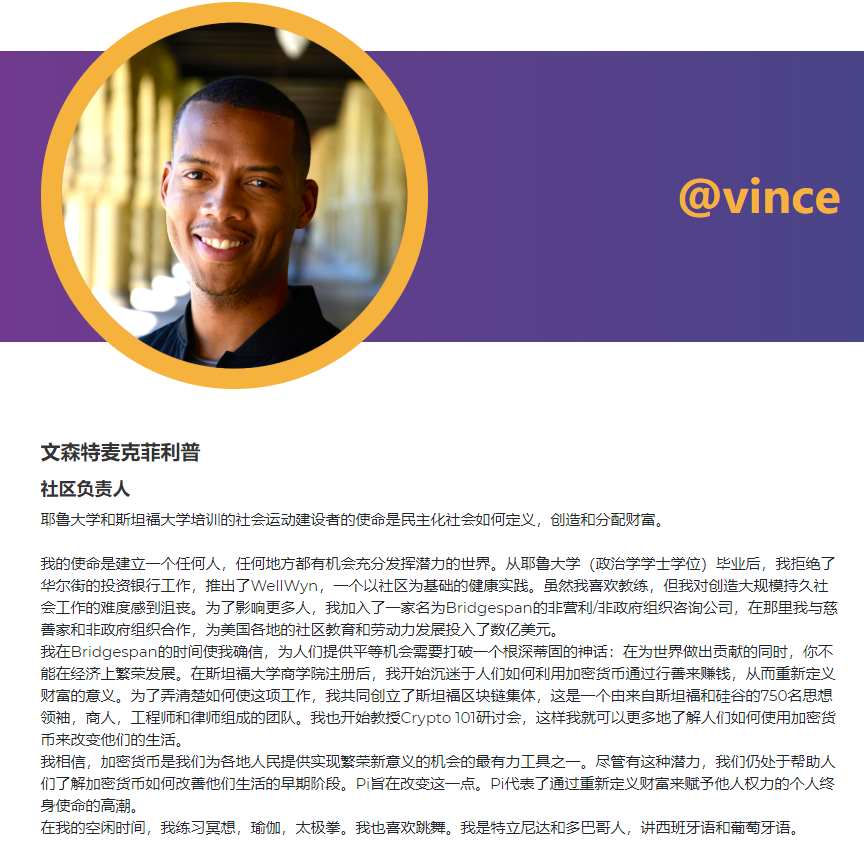 @vince
文森特麦克菲利普
社区负责人
耶鲁大学和斯坦福大学培训的社会运动建设者的使命是民主化社会如何定义，创造和分配财富。
我的使命是建立一个任何人，任何地方都有机会充分发挥潜力的世界。从耶鲁大学（政治学学士学位）毕业后，我拒绝了
华尔街的投资银行工作，推出了WellWyn，一个以社区为基础的健康实践。虽然我喜欢教练，但我对创造大规模持久社
会工作的难度感到沮丧。为了影响更多人，我加入了一家名为Bridgespan的非营利/非政府组织咨询公司，在那里我与慈
善家和非政府组织合作，为美国各地的社区教育和劳动力发展投入了数亿美元。
我在Bridgespan的时间使我确信，为人们提供平等机会需要打破一个根深蒂固的神话：在为世界做出贡献的同时，你不
能在经济上繁荣发展。在斯坦福大学商学院注册后，我开始沉迷于人们如何利用加密货币通过行善来赚钱，从而重新定义
财富的意义。为了弄清楚如何使这项工作，我共同创立了斯坦福区块链集体，这是一个由来自斯坦福和硅谷的750名思想
领袖，商人，工程师和律师组成的团队。我也开始教授Crypto 101研讨会，这样我就可以更多地了解人们如何使用加密货
币来改变他们的生活。
我相信，加密货币是我们为各地人民提供实现繁荣新意义的机会的最有力工具之一。尽管有这种潜力，我们仍处于帮助人
们了解加密货币如何改善他们生活的早期阶段。Pi旨在改变这一点。Pi代表了通过重新定义财富来赋予他人权力的个人终
身使命的高潮。
在我的空闲时间，我练习冥想，瑜伽，太极拳。我也喜欢跳舞。我是特立尼达和多巴哥人，讲西班牙语和葡萄牙语。